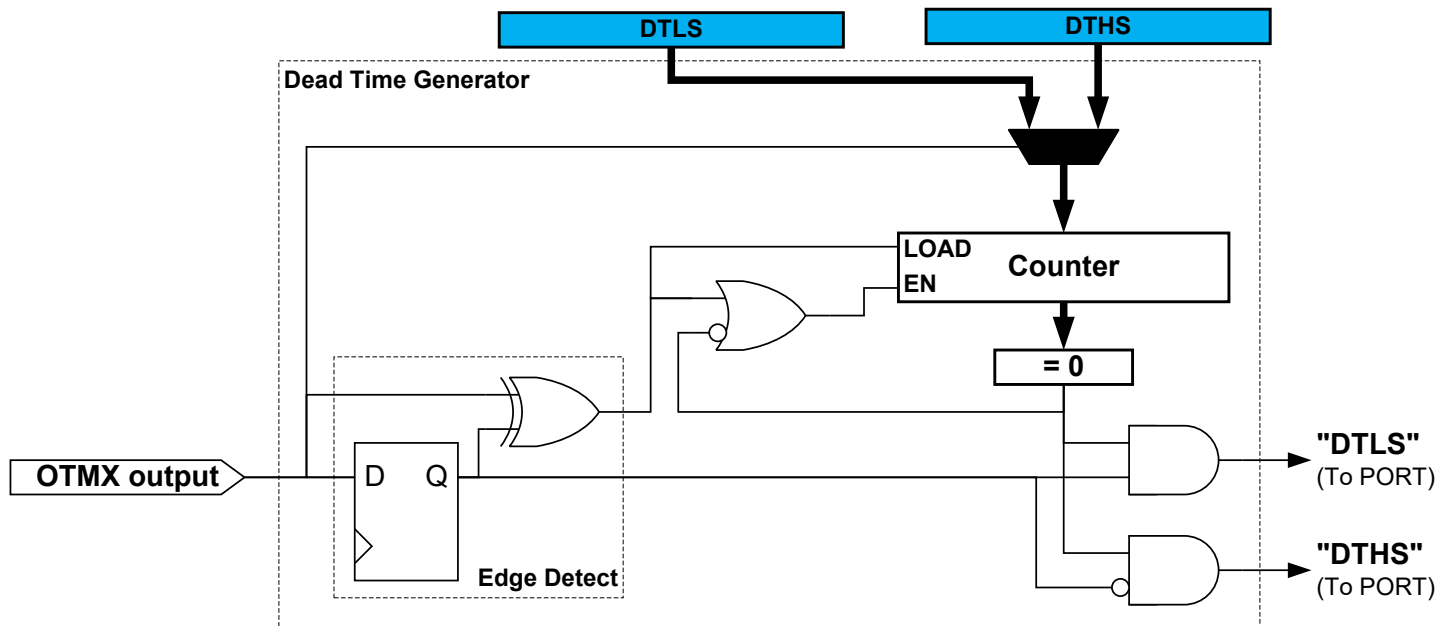 DTLS
DTHS
Dead Time Generator
LOAD
Counter
EN
= 0
OTMX output
D
Q
Edge Detect
"DTLS"
(To PORT)
"DTHS"
(To PORT)